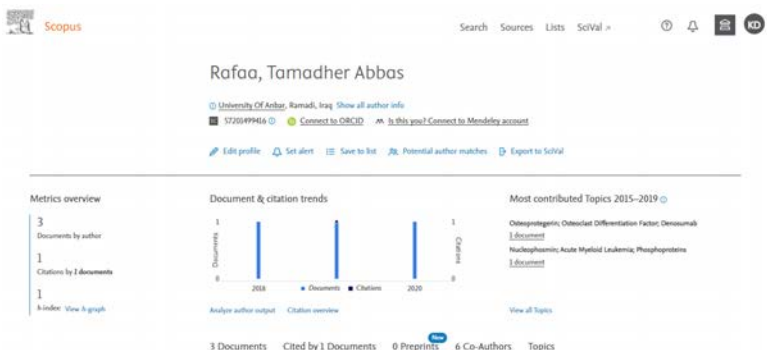 Scopus
Search Sources Lists SciVal
KD
Rafaa, Tamadher Abbas
University Of Anbar, Ramadi, Iraq Show all author info
SC 57201499416 Connect to ORCID Is this you? Connect to Mendeley account
Edit profile Set alert Save to list Potential author matches Export to SciVal
Metrics overview
3
Documents by author
1
Citations by 1 documents
1
h-index: View h-graph
Document & citation trends
1 1
Documents
Citations
0 0
2018 2020
Documents Citations
Analyze author output Citation overview
Most contributed Topics 2015–2019
Osteoprotegerin; Osteoclast Differentiation Factor; Denosumab
1 document
Nucleophosmin; Acute Myeloid Leukemia; Phosphoproteins
1 document
View all Topics
New
3 Documents Cited by 1 Documents 0 Preprints 6 Co-Authors Topics